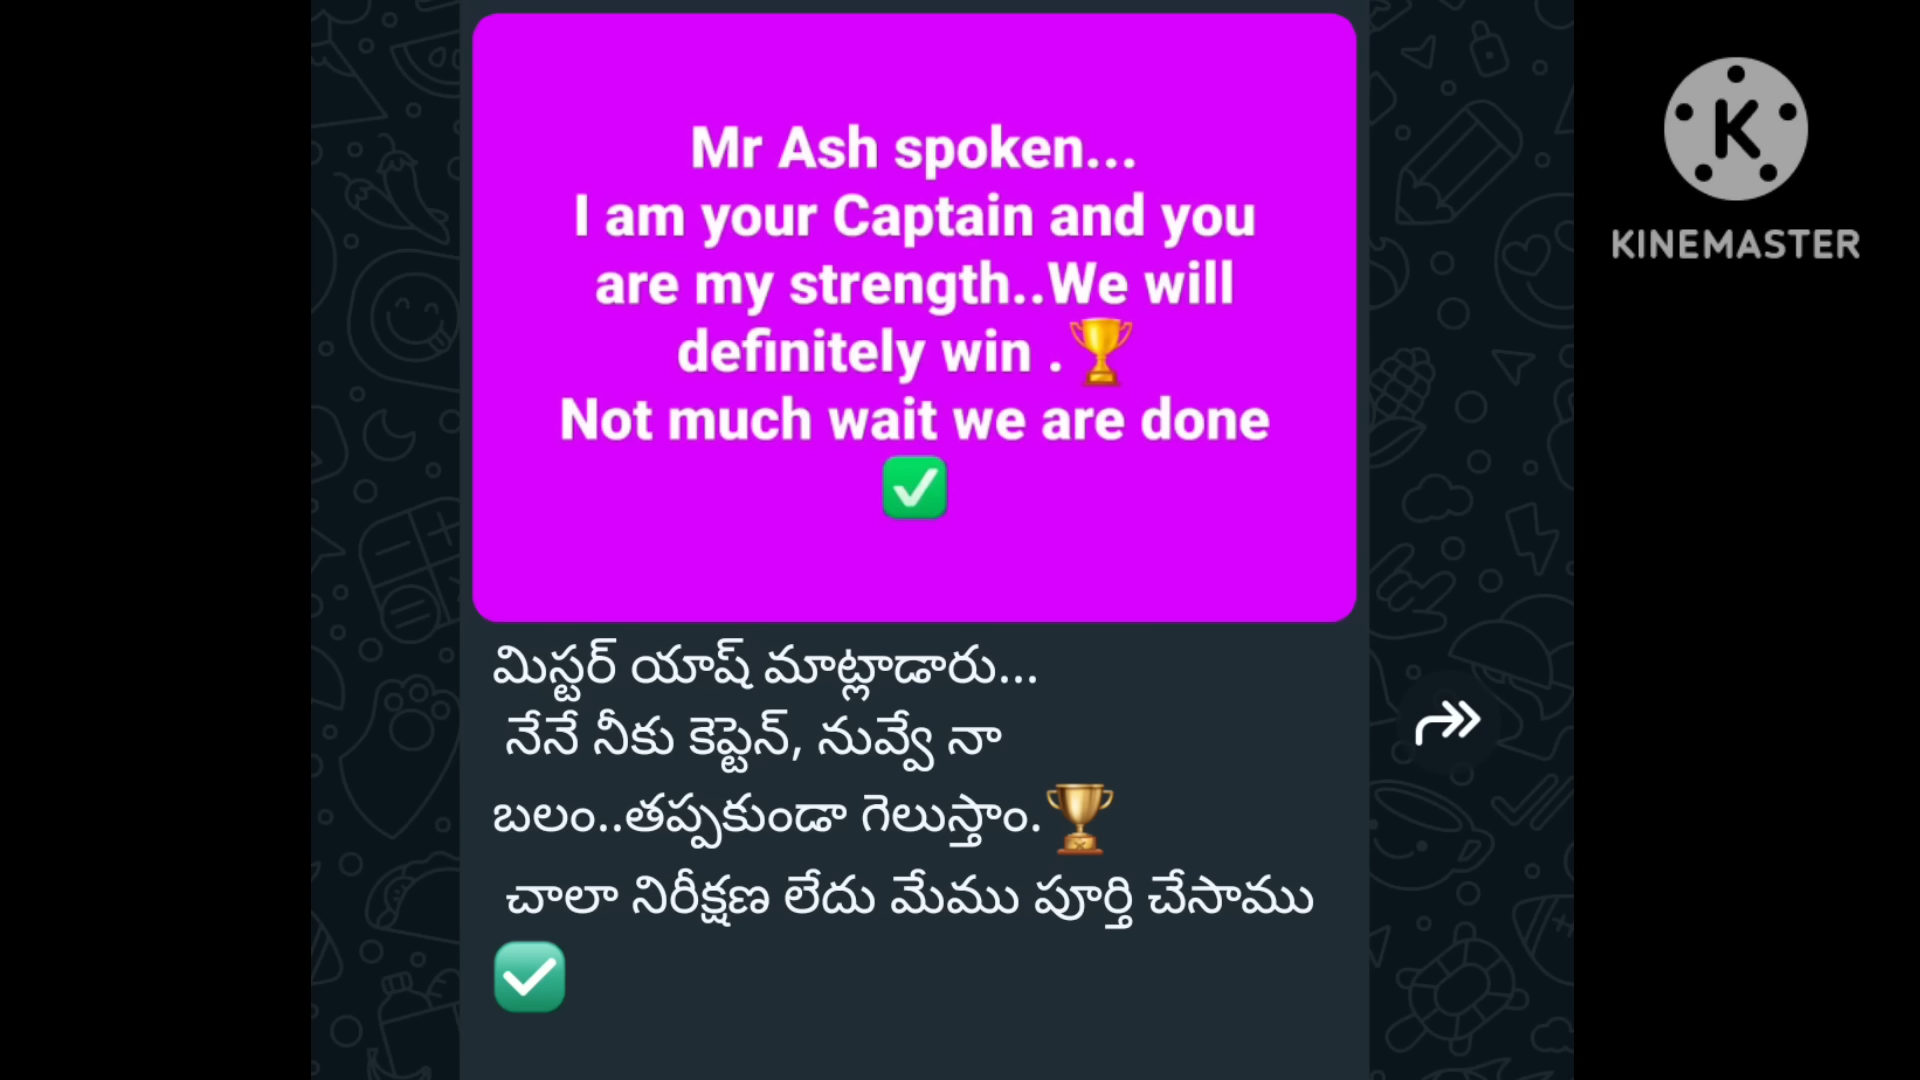 Mr Ash spoken...
I am your Captain and you
are my strength..We will
definitely win .🏆
Not much wait we are done
✅
మిస్టర్ యాష్ మాట్లాడారు...
నేనే నీకు కెప్టెన్, నువ్వే నా
బలం..తప్పకుండా గెలుస్తాం.🏆
చాలా నిరీక్షణ లేదు మేము పూర్తి చేసాము
✅
K
KINEMASTER